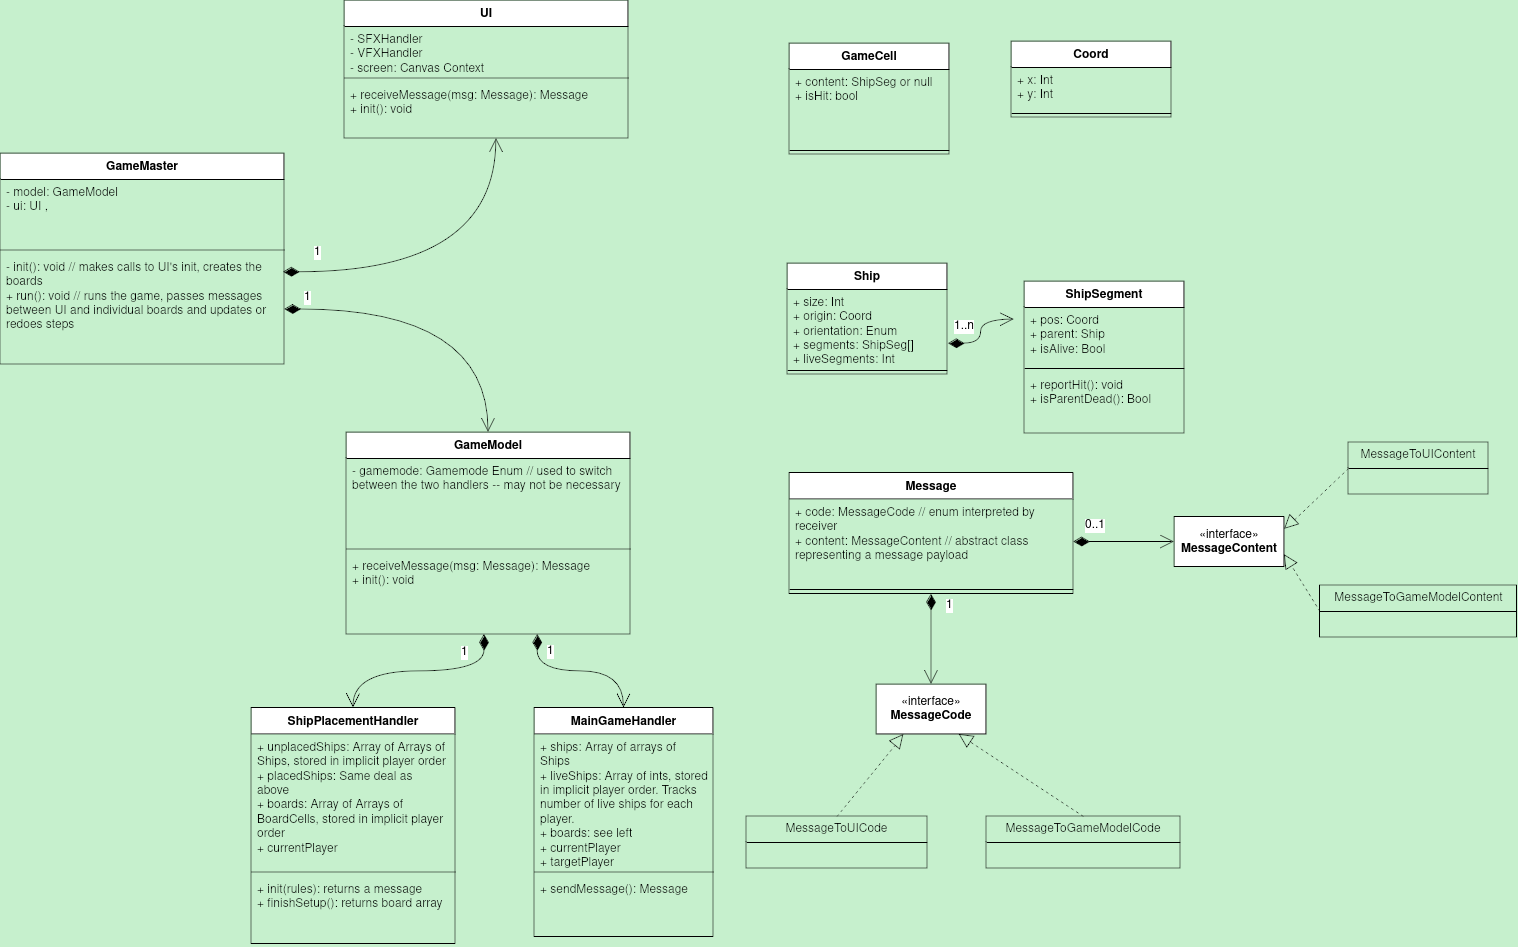 UI
- SFXHandler
- VFXHandler
- screen: Canvas Context
+ receiveMessage(msg: Message): Message
+ init(): void
GameCell
+ content: ShipSeg or null
+ isHit: bool
Coord
+ x: Int
+ y: Int
GameMaster
- model: GameModel
- ui: UI ,
- init(): void // makes calls to UI's init, creates the
boards
+ run(): void // runs the game, passes messages
between UI and individual boards and updates or
redoes steps
1
1
Ship
+ size: Int
+ origin: Coord
+ orientation: Enum
+ segments: ShipSeg[]
+ liveSegments: Int
1..n
ShipSegment
+ pos: Coord
+ parent: Ship
+ isAlive: Bool
+ reportHit(): void
+ isParentDead(): Bool
GameModel
- gamemode: Gamemode Enum // used to switch
between the two handlers -- may not be necessary
+ receiveMessage(msg: Message): Message
+ init(): void
1
1
Message
+ code: MessageCode // enum interpreted by
receiver
+ content: MessageContent // abstract class
representing a message payload
0..1
1
«interface»
MessageContent
MessageToUIContent
MessageToGameModelContent
«interface»
MessageCode
MessageToUICode
MessageToGameModelCode
ShipPlacementHandler
+ unplacedShips: Array of Arrays of
Ships, stored in implicit player order
+ placedShips: Same deal as
above
+ boards: Array of Arrays of
BoardCells, stored in implicit player
order
+ currentPlayer
+ init(rules): returns a message
+ finishSetup(): returns board array
MainGameHandler
+ ships: Array of arrays of
Ships
+ liveShips: Array of ints, stored
in implicit player order. Tracks
number of live ships for each
player.
+ boards: see left
+ currentPlayer
+ targetPlayer
+ sendMessage(): Message